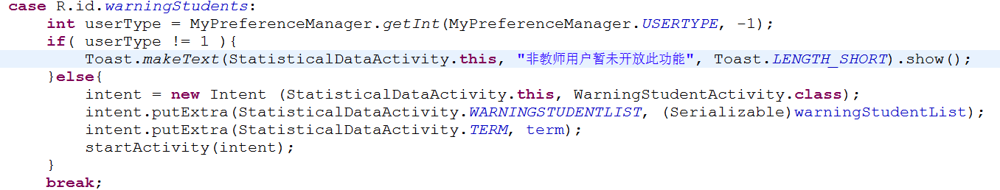 case R.id.warningStudents:
int userType = MyPreferenceManager.getInt(MyPreferenceManager.USERTYPE, -1);
if( userType != 1 ){
Toast.makeText(StatisticalDataActivity.this, "非教师用户暂未开放此功能", Toast.LENGTH_SHORT).show();
}else{
intent = new Intent (StatisticalDataActivity.this, WarningStudentActivity.class);
intent.putExtra(StatisticalDataActivity.WARNINGSTUDENTLIST, (Serializable)warningStudentList);
intent.putExtra(StatisticalDataActivity.TERM, term);
startActivity(intent);
}
break;